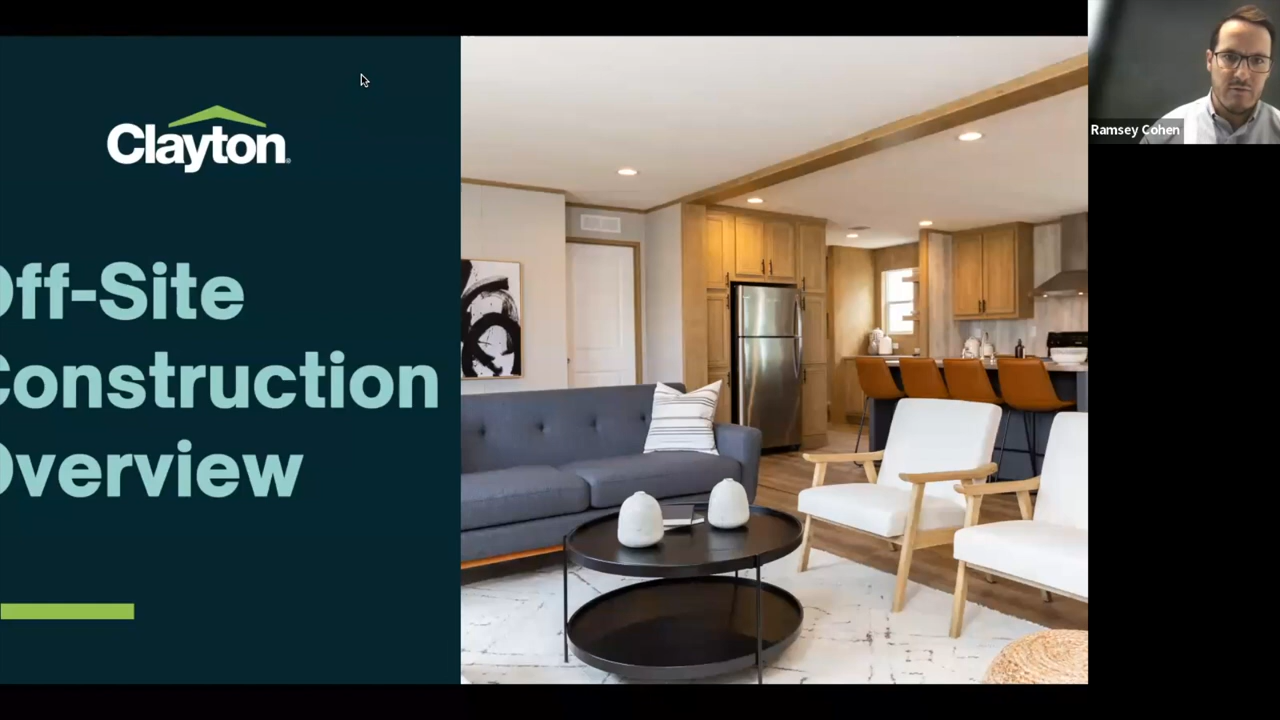 Clayton
Off-Site
Construction
Overview
Ramsey Cohen